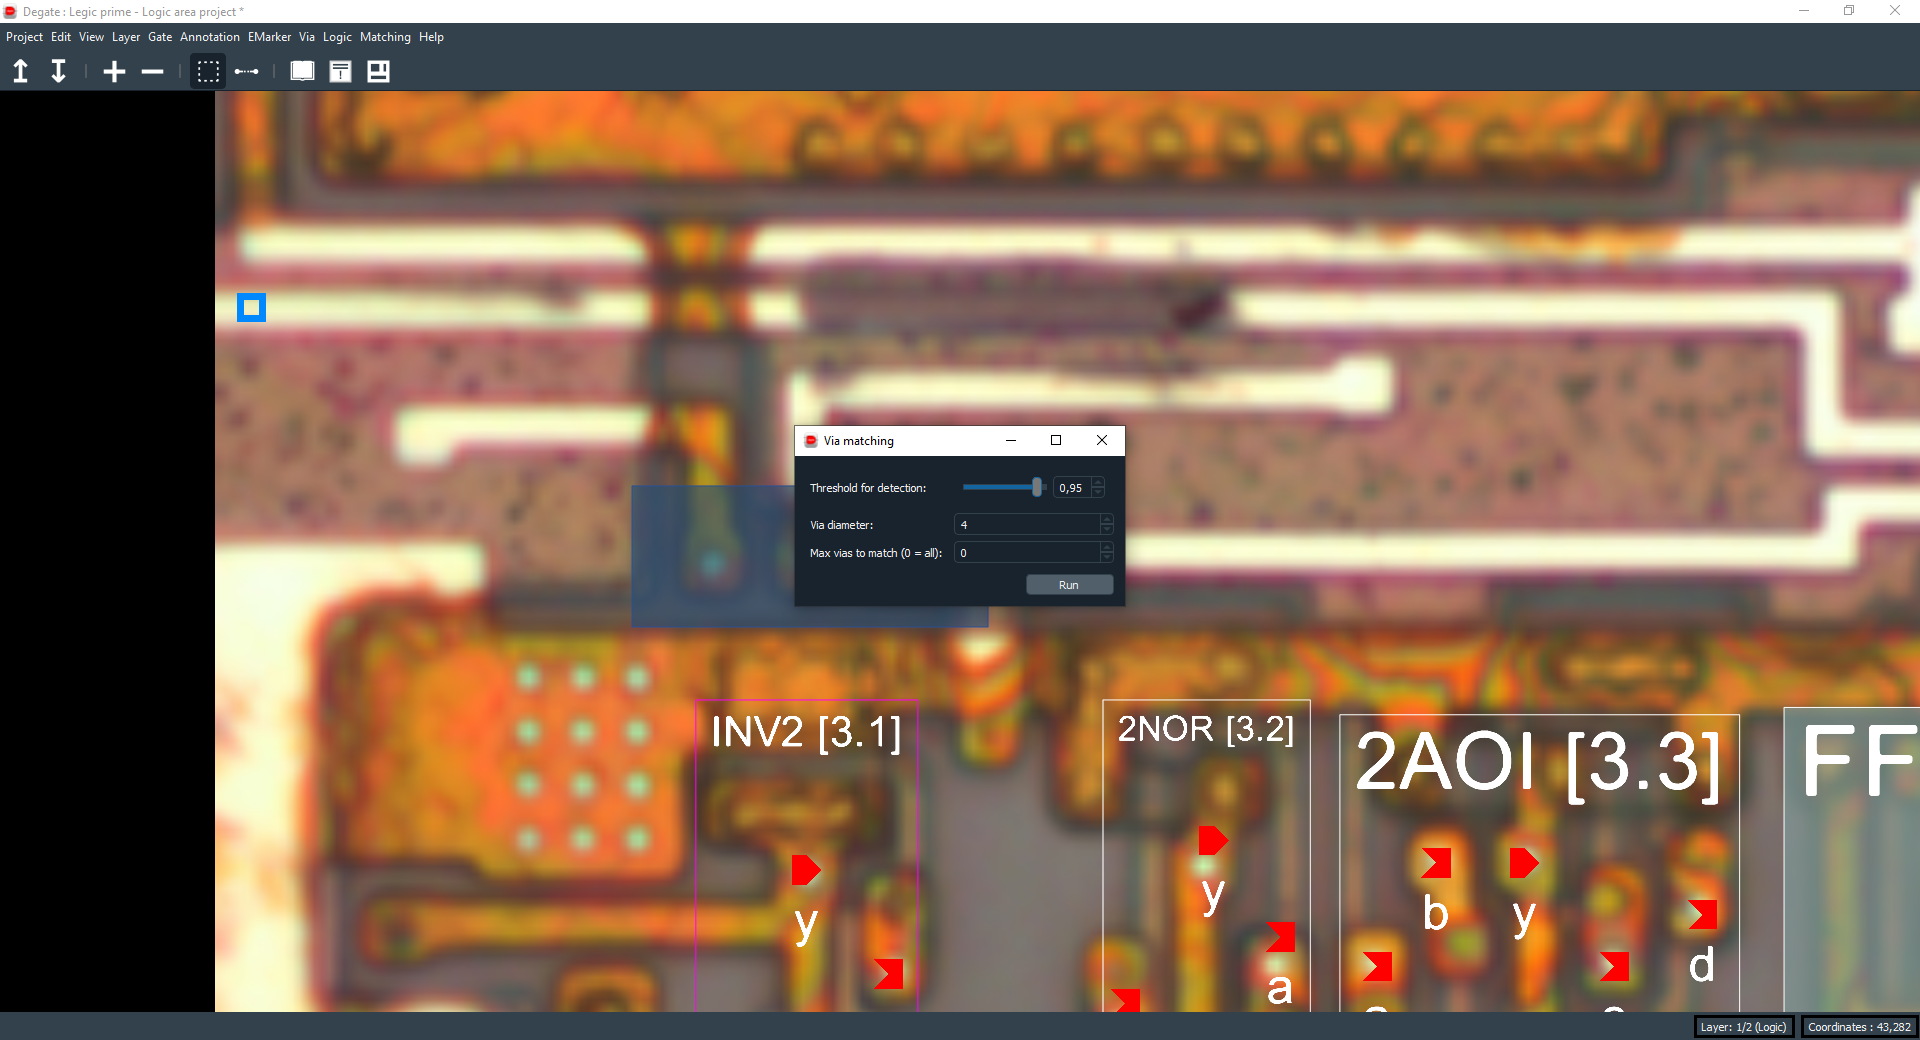 Degate : Legic prime - Logic area project *
Project Edit View Layer Gate Annotation EMarker Via Logic Matching Help
Via matching
Threshold for detection: 0,95
Via diameter: 4
Max vias to match (0 = all): 0
Run
INV2 [3.1]
2NOR [3.2]
2AOI [3.3]
FF
y
y
b
y
a
d
Layer: 1/2 (Logic)
Coordinates : 43,282